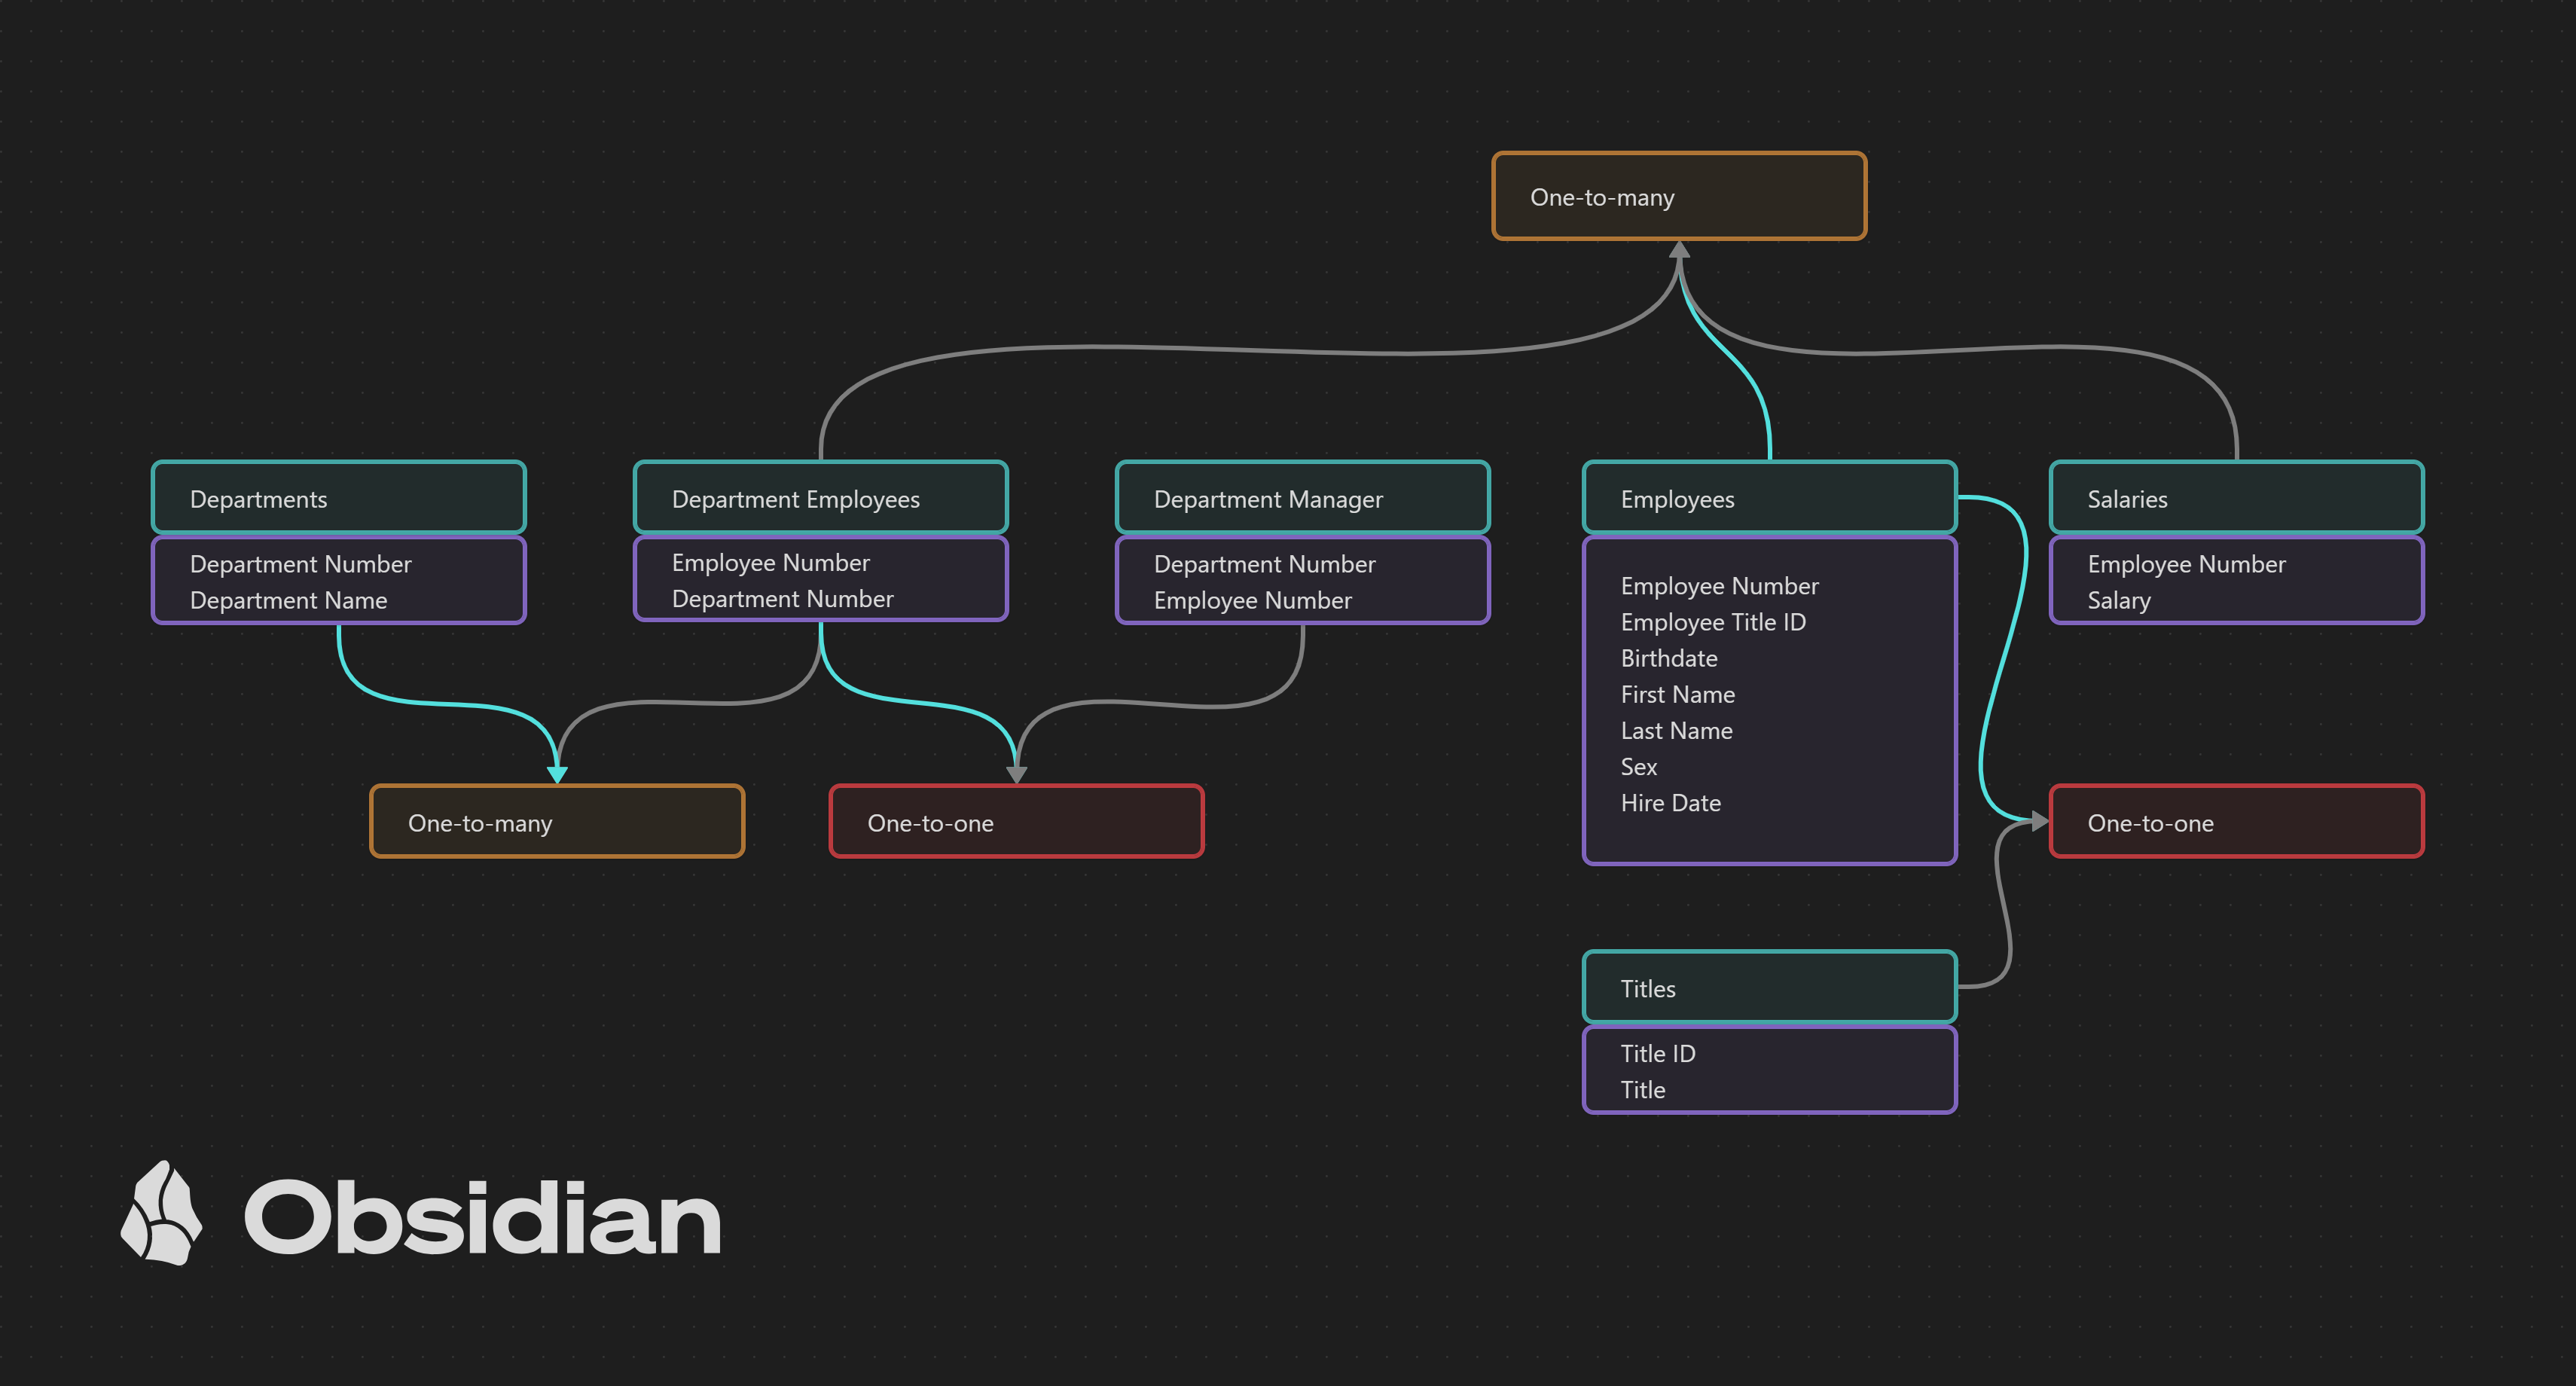 One-to-many
Departments
Department Number
Department Name
Department Employees
Employee Number
Department Number
Department Manager
Department Number
Employee Number
Employees
Employee Number
Employee Title ID
Birthdate
First Name
Last Name
Sex
Hire Date
Salaries
Employee Number
Salary
One-to-many
One-to-one
One-to-one
Titles
Title ID
Title
Obsidian